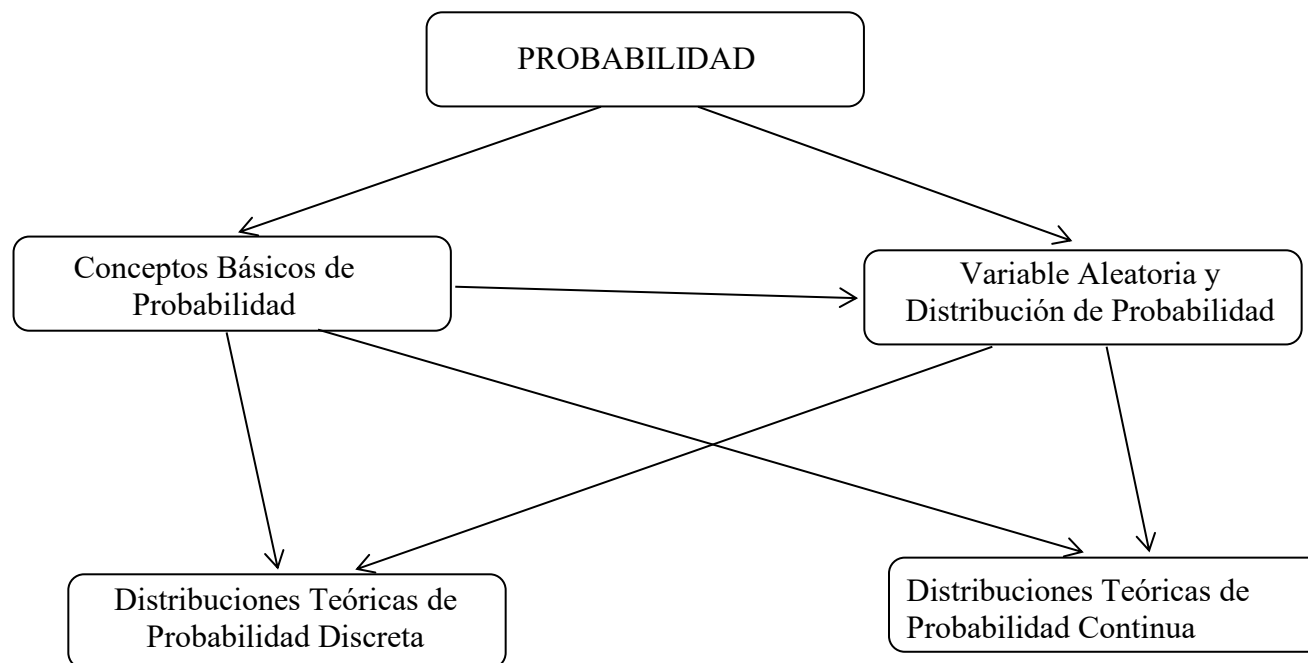 PROBABILIDAD
Conceptos Básicos de
Probabilidad
Variable Aleatoria y
Distribución de Probabilidad
Distribuciones Teóricas de
Probabilidad Discreta
Distribuciones Teóricas de
Probabilidad Continua